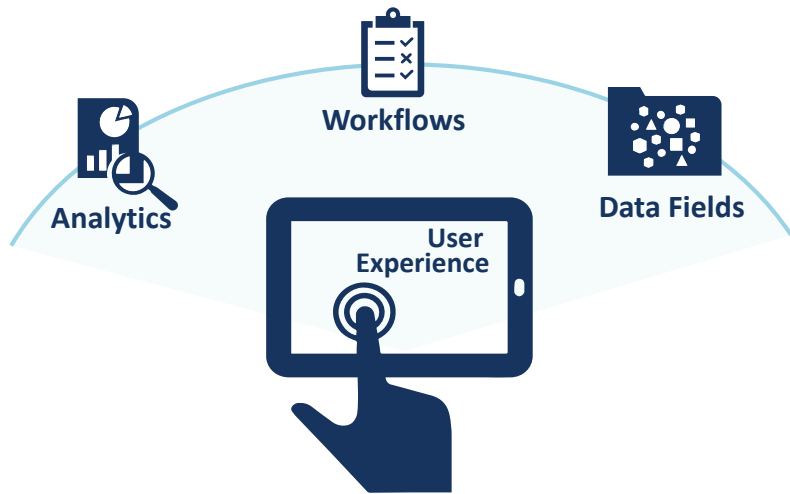 Workflows
Analytics
Data Fields
User
Experience